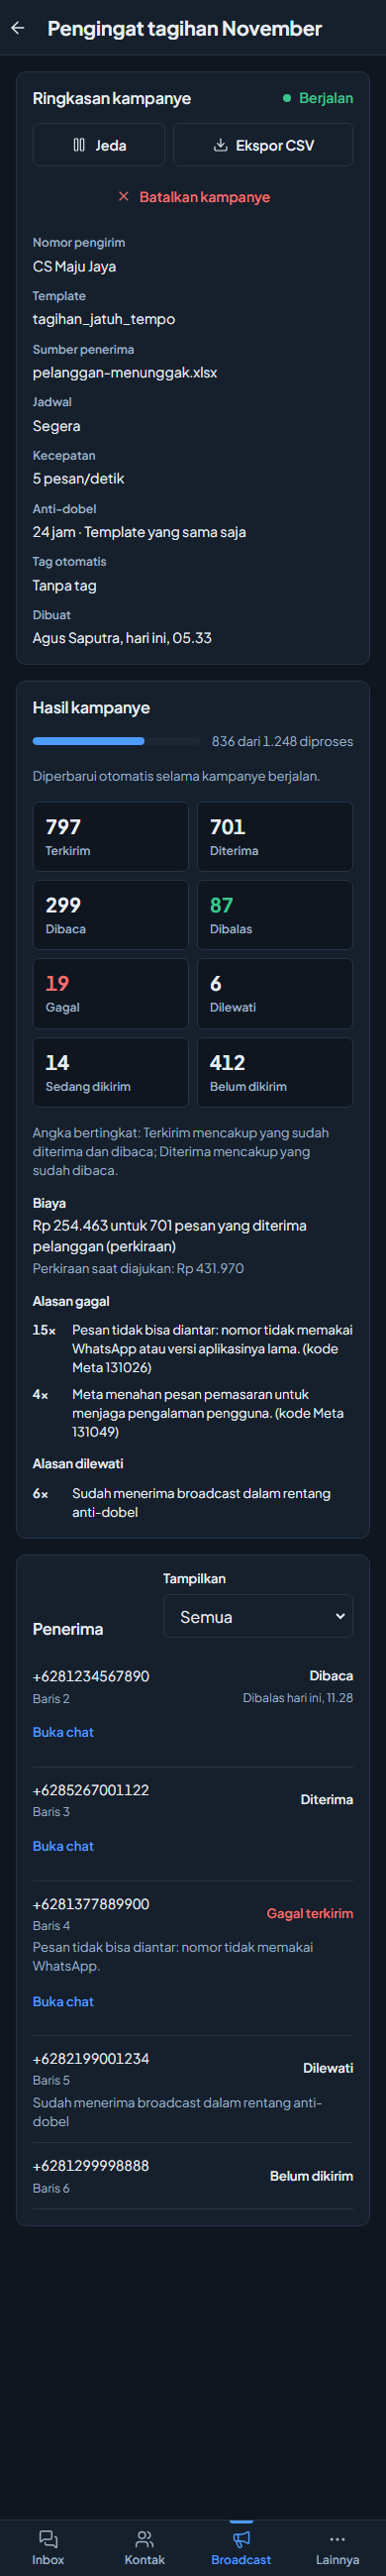 Pengingat tagihan November
Ringkasan kampanye
Berjalan
Jeda
Ekspor CSV
Batalkan kampanye
Nomor pengirim
CS Maju Jaya
Template
tagihan_jatuh_tempo
Sumber penerima
pelanggan-menunggak.xlsx
Jadwal
Segera
Kecepatan
5 pesan/detik
Anti-dobel
24 jam · Template yang sama saja
Tag otomatis
Tanpa tag
Dibuat
Agus Saputra, hari ini, 05.33
Hasil kampanye
836 dari 1.248 diproses
Diperbarui otomatis selama kampanye berjalan.
797
Terkirim
701
Diterima
299
Dibaca
87
Dibalas
19
Gagal
6
Dilewati
14
Sedang dikirim
412
Belum dikirim
Angka bertingkat: Terkirim mencakup yang sudah
diterima dan dibaca; Diterima mencakup yang
sudah dibaca.
Biaya
Rp 254.463 untuk 701 pesan yang diterima
pelanggan (perkiraan)
Perkiraan saat diajukan: Rp 431.970
Alasan gagal
15× Pesan tidak bisa diantar: nomor tidak memakai
WhatsApp atau versi aplikasinya lama. (kode
Meta 131026)
4× Meta menahan pesan pemasaran untuk
menjaga pengalaman pengguna. (kode Meta
131049)
Alasan dilewati
6× Sudah menerima broadcast dalam rentang
anti-dobel
Tampilkan
Penerima
Semua
+6281234567890
Dibaca
Baris 2
Dibalas hari ini, 11.28
Buka chat
+6285267001122
Diterima
Baris 3
Buka chat
+6281377889900
Gagal terkirim
Baris 4
Pesan tidak bisa diantar: nomor tidak memakai
WhatsApp.
Buka chat
+6282199001234
Dilewati
Baris 5
Sudah menerima broadcast dalam rentang anti-
dobel
+6281299998888
Belum dikirim
Baris 6
Inbox
Kontak
Broadcast
Lainnya